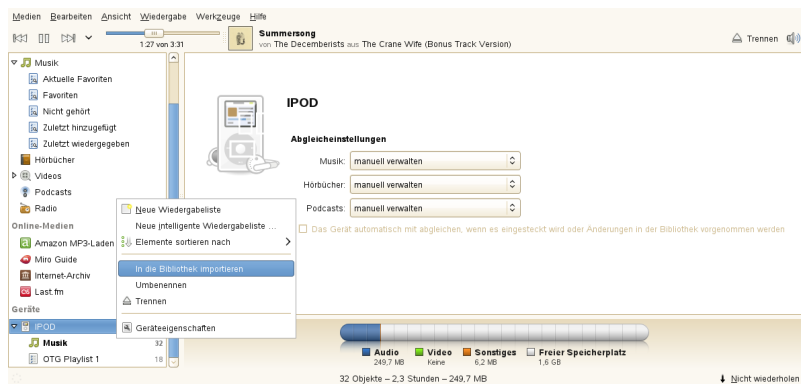 Medien Bearbeiten Ansicht Wiedergabe Werkzeuge Hilfe
1:27 von 3:31
Summersong
von The Decemberists aus The Crane Wife (Bonus Track Version)
Trennen
Musik
Aktuelle Favoriten
Favoriten
Nicht gehört
Zuletzt hinzugefügt
Zuletzt wiedergegeben
Hörbücher
Videos
Podcasts
Radio
Online-Medien
Amazon MP3-Laden
Miro Guide
Internet-Archiv
Last.fm
Geräte
IPOD
Musik 32
OTG Playlist 1 18
Neue Wiedergabeliste
Neue intelligente Wiedergabeliste ...
Elemente sortieren nach
In die Bibliothek importieren
Umbenennen
Trennen
Geräteeigenschaften
IPOD
Abgleicheinstellungen
Musik: manuell verwalten
Hörbücher: manuell verwalten
Podcasts: manuell verwalten
Das Gerät automatisch mit abgleichen, wenn es eingesteckt wird oder Änderungen in der Bibliothek vorgenommen werden
Audio Video Sonstiges Freier Speicherplatz
249,7 MB Keine 6,2 MB 1,6 GB
32 Objekte – 2,3 Stunden – 249,7 MB
Nicht wiederholen